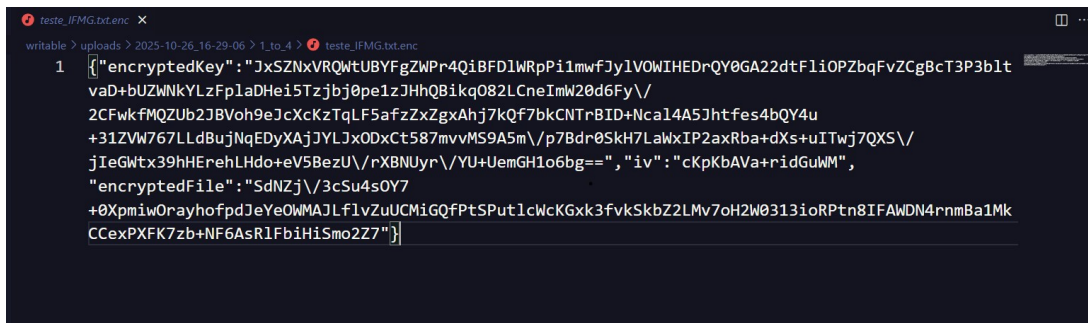 teste_IFMG.txt.enc
writable > uploads > 2025-10-26_16-29-06 > 1_to_4 > teste_IFMG.txt.enc
1 {"encryptedKey":"JxSZNxVRQWtUBYFgZWPr4QiBFDlWRpPi1mwfJylVOWIHEDrQY0GA22dtFliOPZbqFvZCgBcT3P3blt
vaD+bUZWNkYLzFplaDHei5Tzjbj0pe1zJHhQBikqO82LCneImW20d6Fy\/
2CFwkfMQZUb2JBVoh9eJcXcKzTqLF5afzZxZgxAhj7kQf7bkCNTrBID+Ncal4A5Jhtfes4bQY4u
+31ZVW767LLdBujNqEDyXAjJYLJxODxCt587mvvMS9A5m\/p7Bdr0SkH7LaWxIP2axRba+dXs+uITwj7QXS\/
jIeGWtx39hHErehLHdo+eV5BezU\/rXBNUyr\/YU+UemGH1o6bg==","iv":"cKpKbAVa+ridGuWM",
"encryptedFile":"SdNZj\/3cSu4sOY7
+0XpmiwOrayhofpdJeYeOWMAJLflvZuUCMiGQfPtSPutlcWcKGxk3fvkSkbZ2LMv7oH2W0313ioRPtn8IFAWDN4rnmBa1Mk
CCexPXFK7zb+NF6AsRlFbiHiSmo2Z7"}